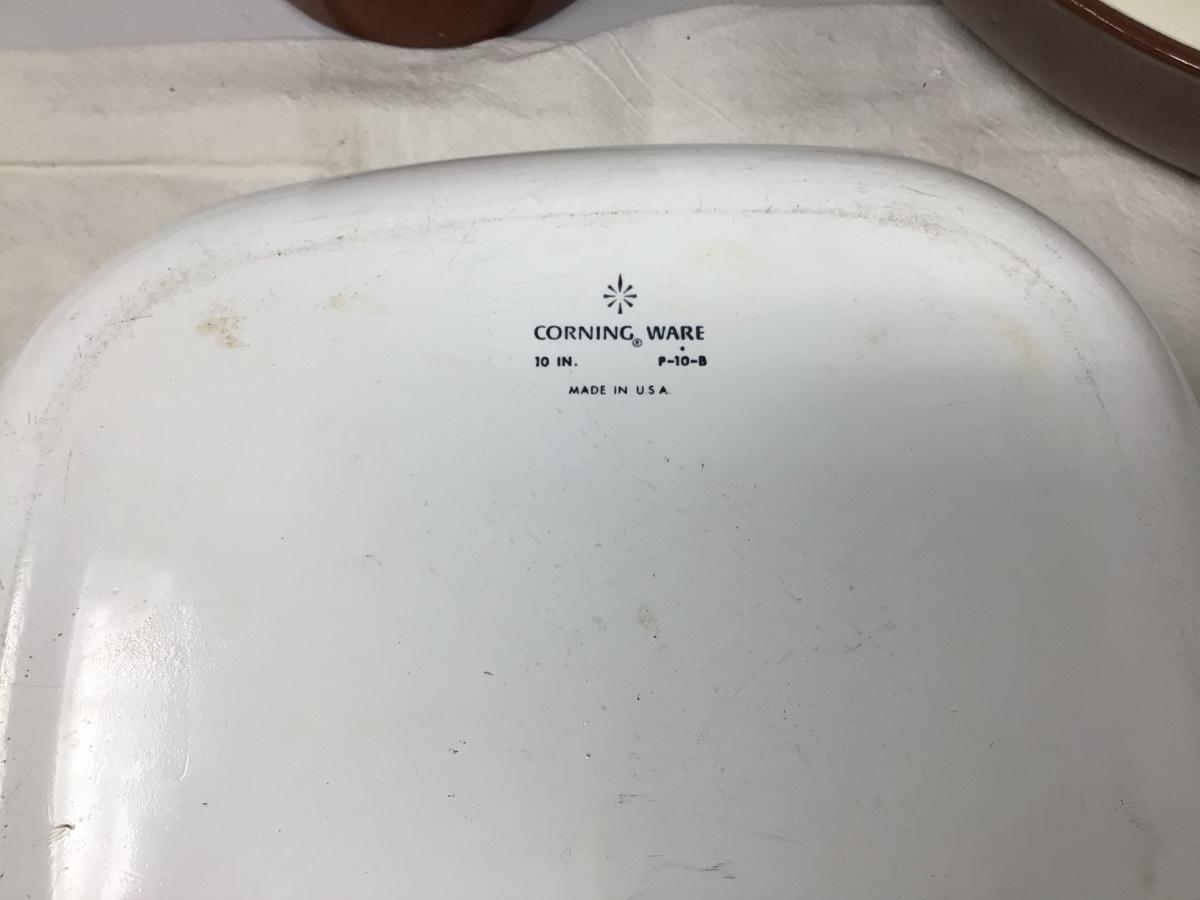 CORNING® WARE
10 IN. P-10-B
MADE IN U.S.A.